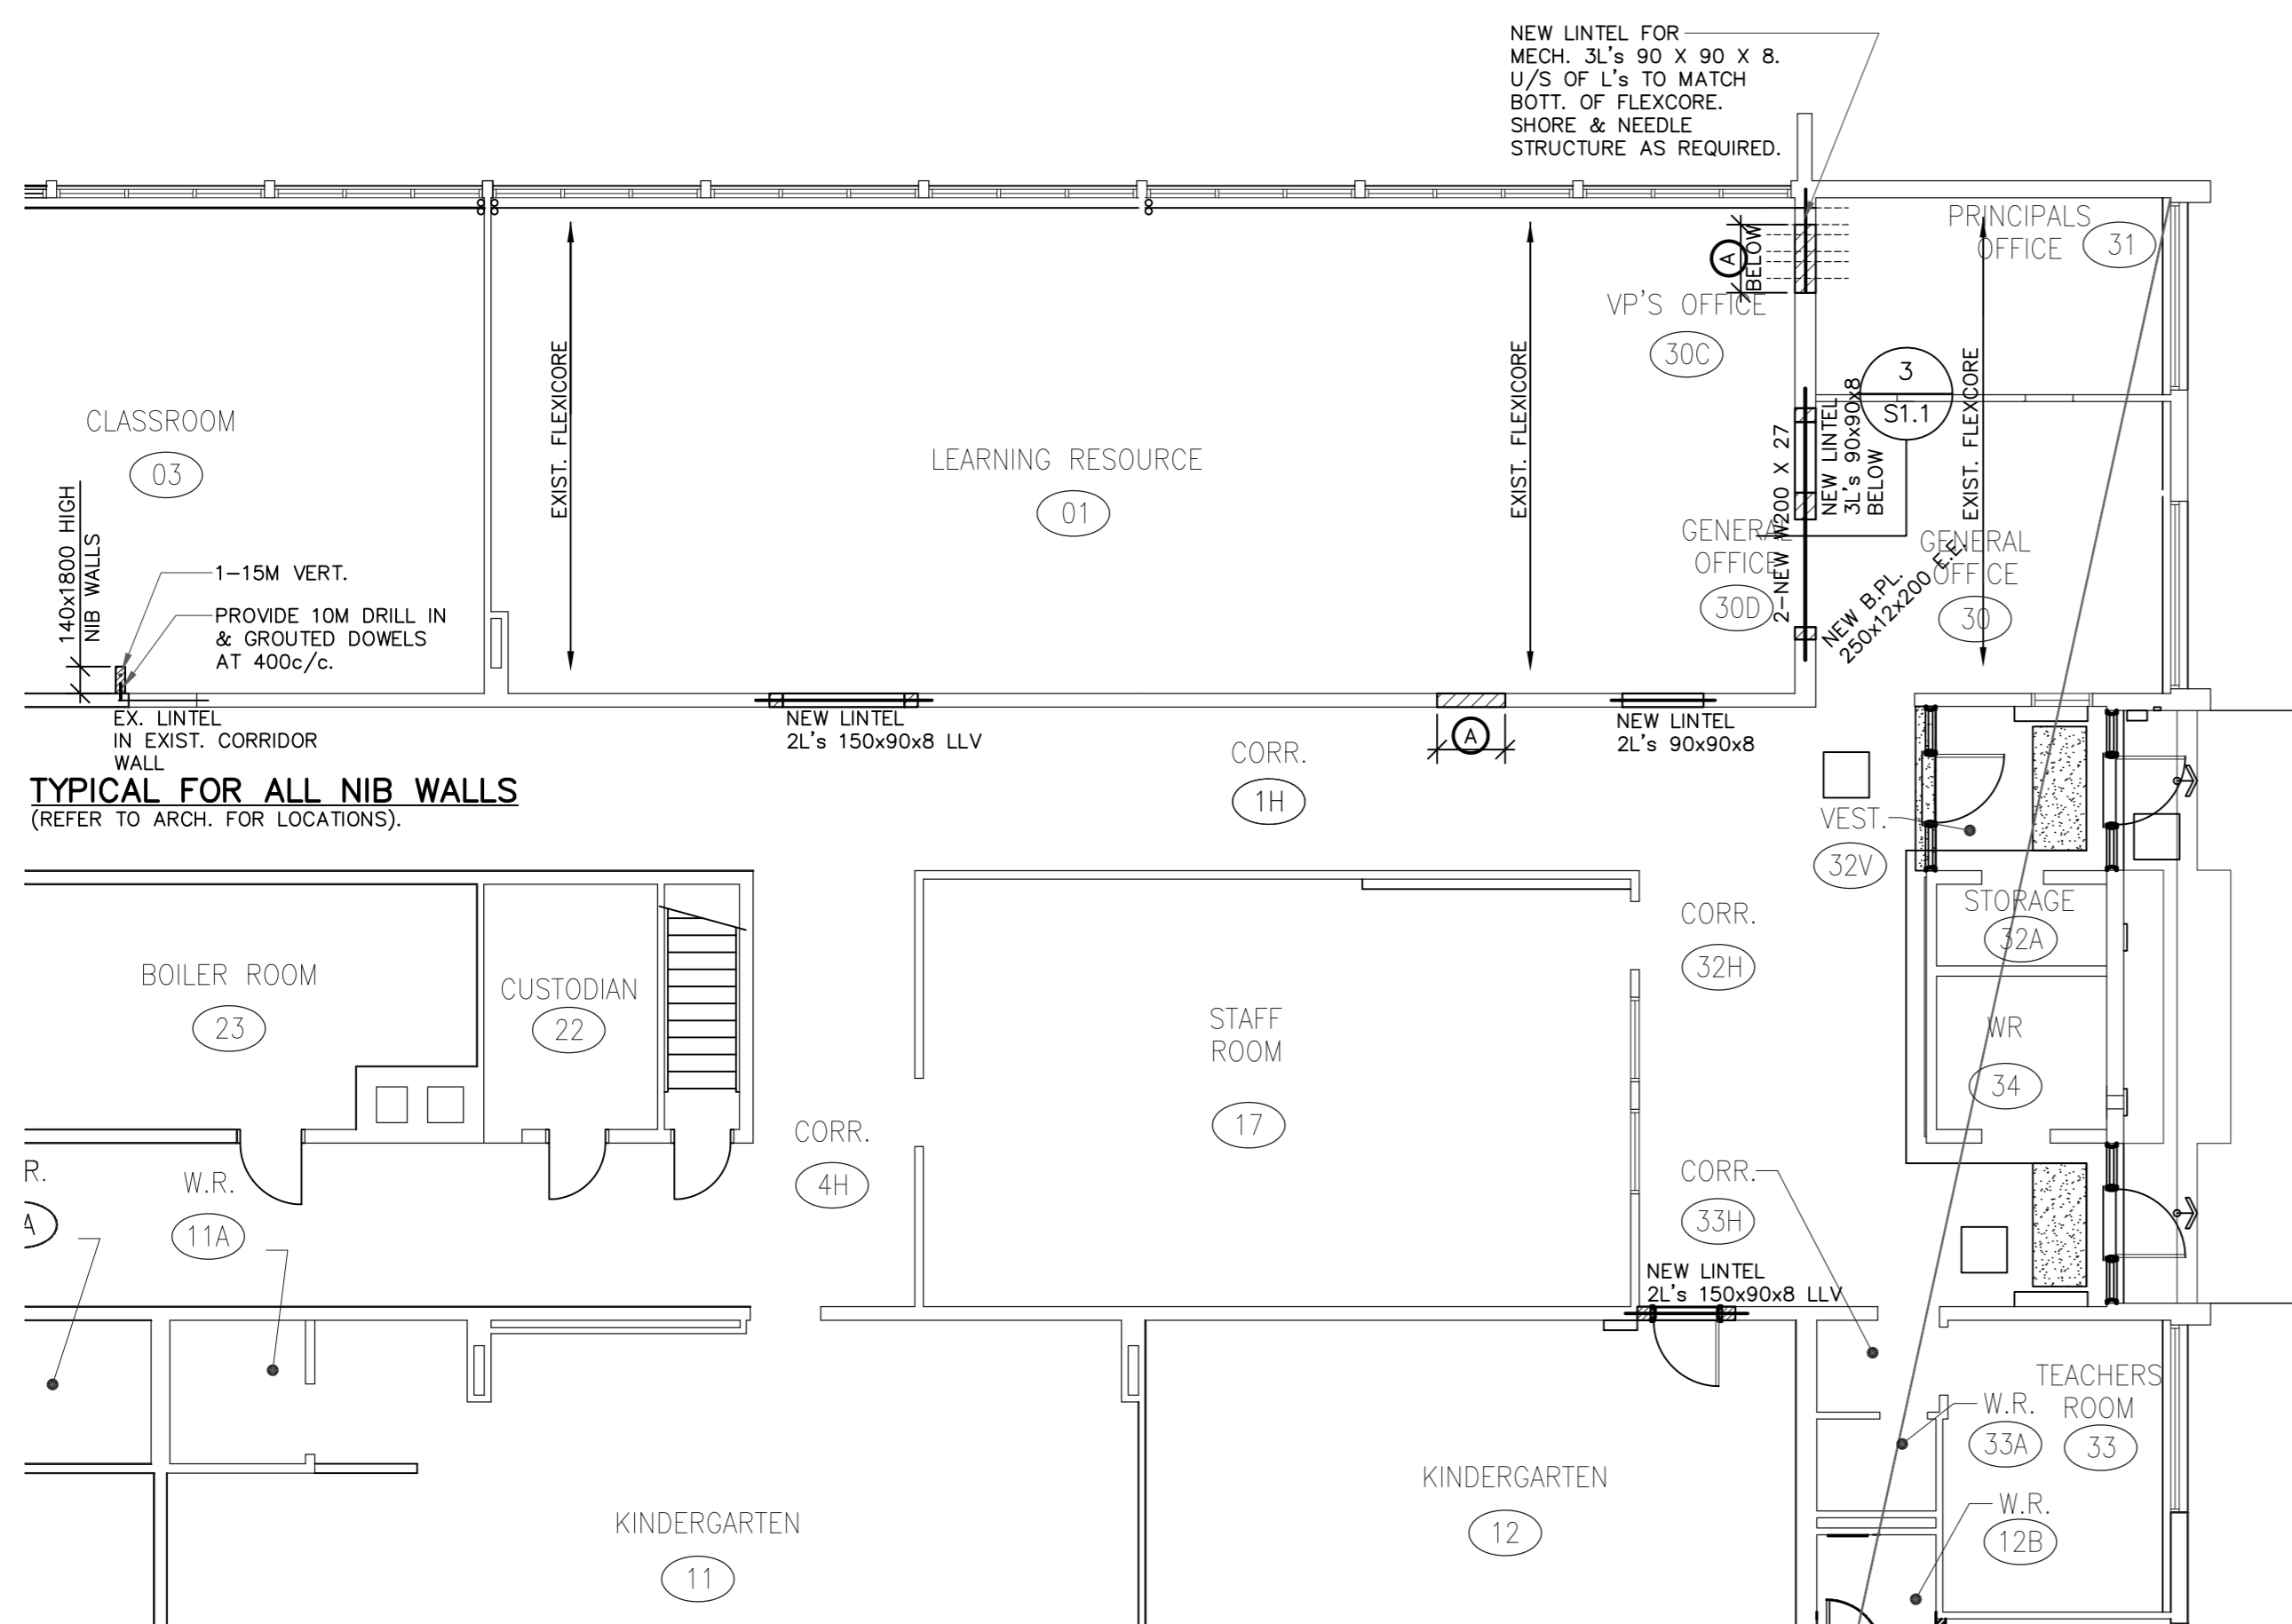 NEW LINTEL FOR
MECH. 3L's 90 X 90 X 8.
U/S OF L's TO MATCH
BOTT. OF FLEXCORE.
SHORE & NEEDLE
STRUCTURE AS REQUIRED.
PRINCIPALS
OFFICE
31
A
BELOW
VP'S OFFICE
30C
EXIST. FLEXICORE
EXIST. FLEXCORE
EXIST. FLEXCORE
3
S1.1
CLASSROOM
03
LEARNING RESOURCE
01
2-NEW W200 X 27
NEW LINTEL
3L's 90x90x8
BELOW
GENERAL
OFFICE
30D
GENERAL
OFFICE
30
NEW B.PL.
250x12x200 E.E.
140x1800 HIGH
NIB WALLS
1-15M VERT.
PROVIDE 10M DRILL IN
& GROUTED DOWELS
AT 400c/c.
EX. LINTEL
IN EXIST. CORRIDOR
WALL
TYPICAL FOR ALL NIB WALLS
(REFER TO ARCH. FOR LOCATIONS).
NEW LINTEL
2L's 150x90x8 LLV
A
NEW LINTEL
2L's 90x90x8
CORR.
1H
VEST.
32V
STORAGE
32A
CORR.
32H
BOILER ROOM
23
CUSTODIAN
22
STAFF
ROOM
17
WR
34
CORR.
4H
R.
A
W.R.
11A
CORR.
33H
NEW LINTEL
2L's 150x90x8 LLV
TEACHERS
ROOM
33
W.R.
33A
KINDERGARTEN
12
W.R.
12B
KINDERGARTEN
11